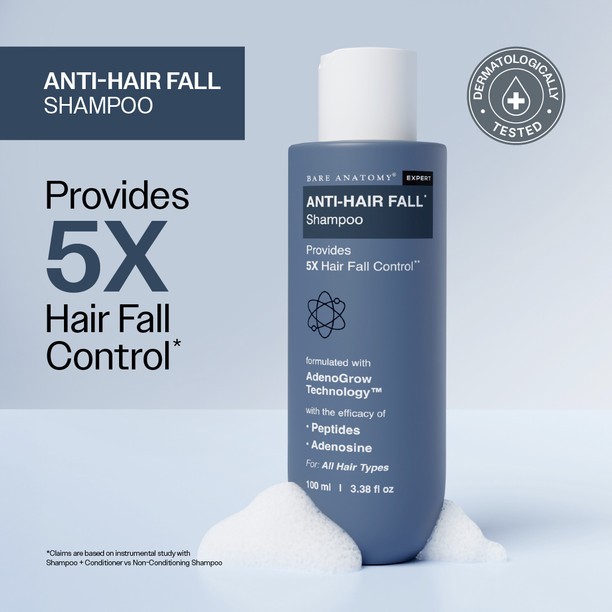 ANTI-HAIR FALL
SHAMPOO
DERMATOLOGICALLY
• TESTED •
Provides
5X
Hair Fall
Control*
BARE ANATOMY® EXPERT
ANTI-HAIR FALL*
Shampoo
Provides
5X Hair Fall Control**
formulated with
AdenoGrow
Technology™
with the efficacy of
• Peptides
• Adenosine
For: All Hair Types
100 ml | 3.38 fl oz
*Claims are based on instrumental study with
Shampoo + Conditioner vs Non-Conditioning Shampoo